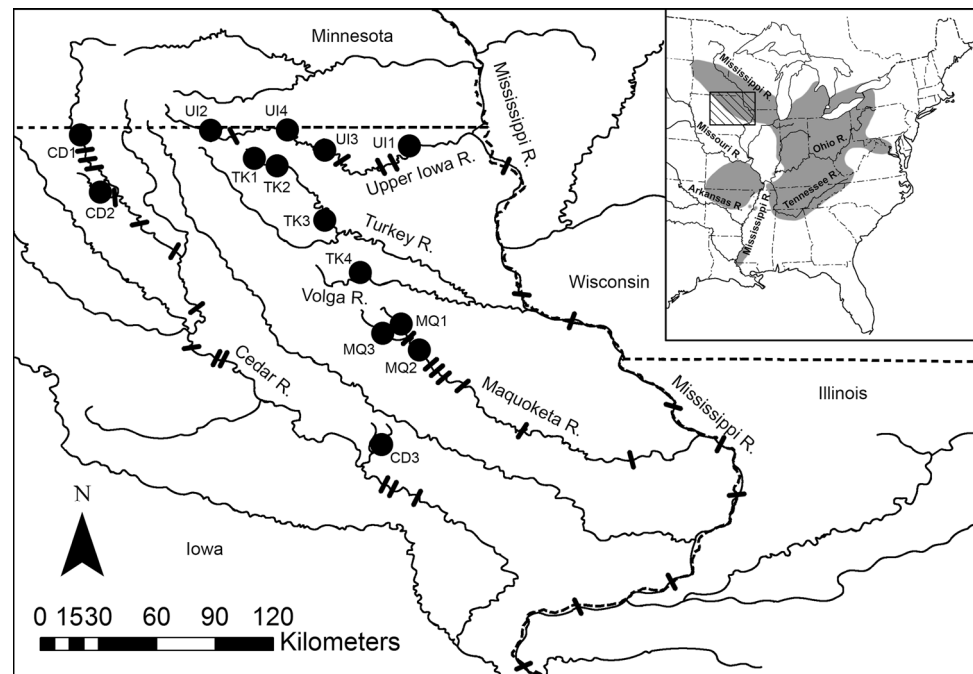 Minnesota
Mississippi R.
UI2
UI4
UI3
UI1
CD1
TK1
TK2
Upper Iowa R.
CD2
TK3
Turkey R.
TK4
Volga R.
Wisconsin
MQ1
MQ3
MQ2
Cedar R.
Maquoketa R.
Mississippi R.
Illinois
CD3
N
Iowa
0 15 30 60 90 120
Kilometers
Mississippi R.
Missouri R.
Ohio R.
Arkansas R.
Mississippi R.
Tennessee R.